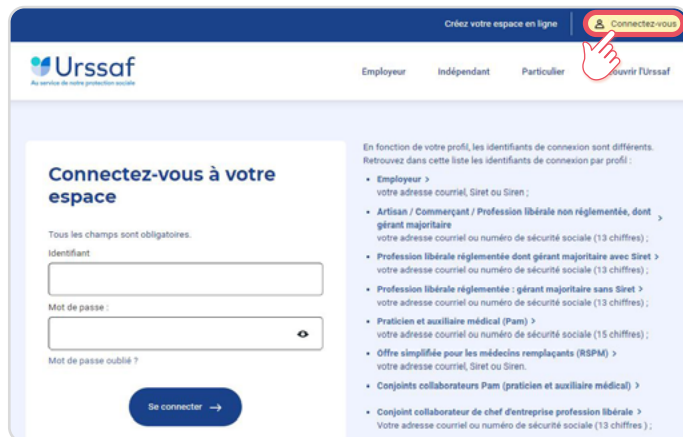 Créez votre espace en ligne
Connectez-vous
Urssaf
Au service de notre protection sociale
Employeur
Indépendant
Particulier
ouvrir l'Urssaf
Connectez-vous à votre
espace
Tous les champs sont obligatoires.
Identifiant
Mot de passe :
Mot de passe oublié ?
Se connecter →
En fonction de votre profil, les identifiants de connexion sont différents.
Retrouvez dans cette liste les identifiants de connexion par profil :
• Employeur >
votre adresse courriel, Siret ou Siren ;
• Artisan / Commerçant / Profession libérale non réglementée, dont >
gérant majoritaire
votre adresse courriel ou numéro de sécurité sociale (13 chiffres) ;
• Profession libérale réglementée dont gérant majoritaire avec Siret >
votre adresse courriel ou numéro de sécurité sociale (13 chiffres) ;
• Profession libérale réglementée : gérant majoritaire sans Siret >
votre adresse courriel ou numéro de sécurité sociale (13 chiffres) ;
• Praticien et auxiliaire médical (Pam) >
votre adresse courriel ou numéro de sécurité sociale (15 chiffres) ;
• Offre simplifiée pour les médecins remplaçants (RSPM) >
votre adresse courriel, Siret ou Siren.
• Conjoints collaborateurs Pam (praticien et auxiliaire médical) >
• Conjoint collaborateur de chef d'entreprise profession libérale >
Votre adresse courriel ou numéro de sécurité sociale (13 chiffres ) ;